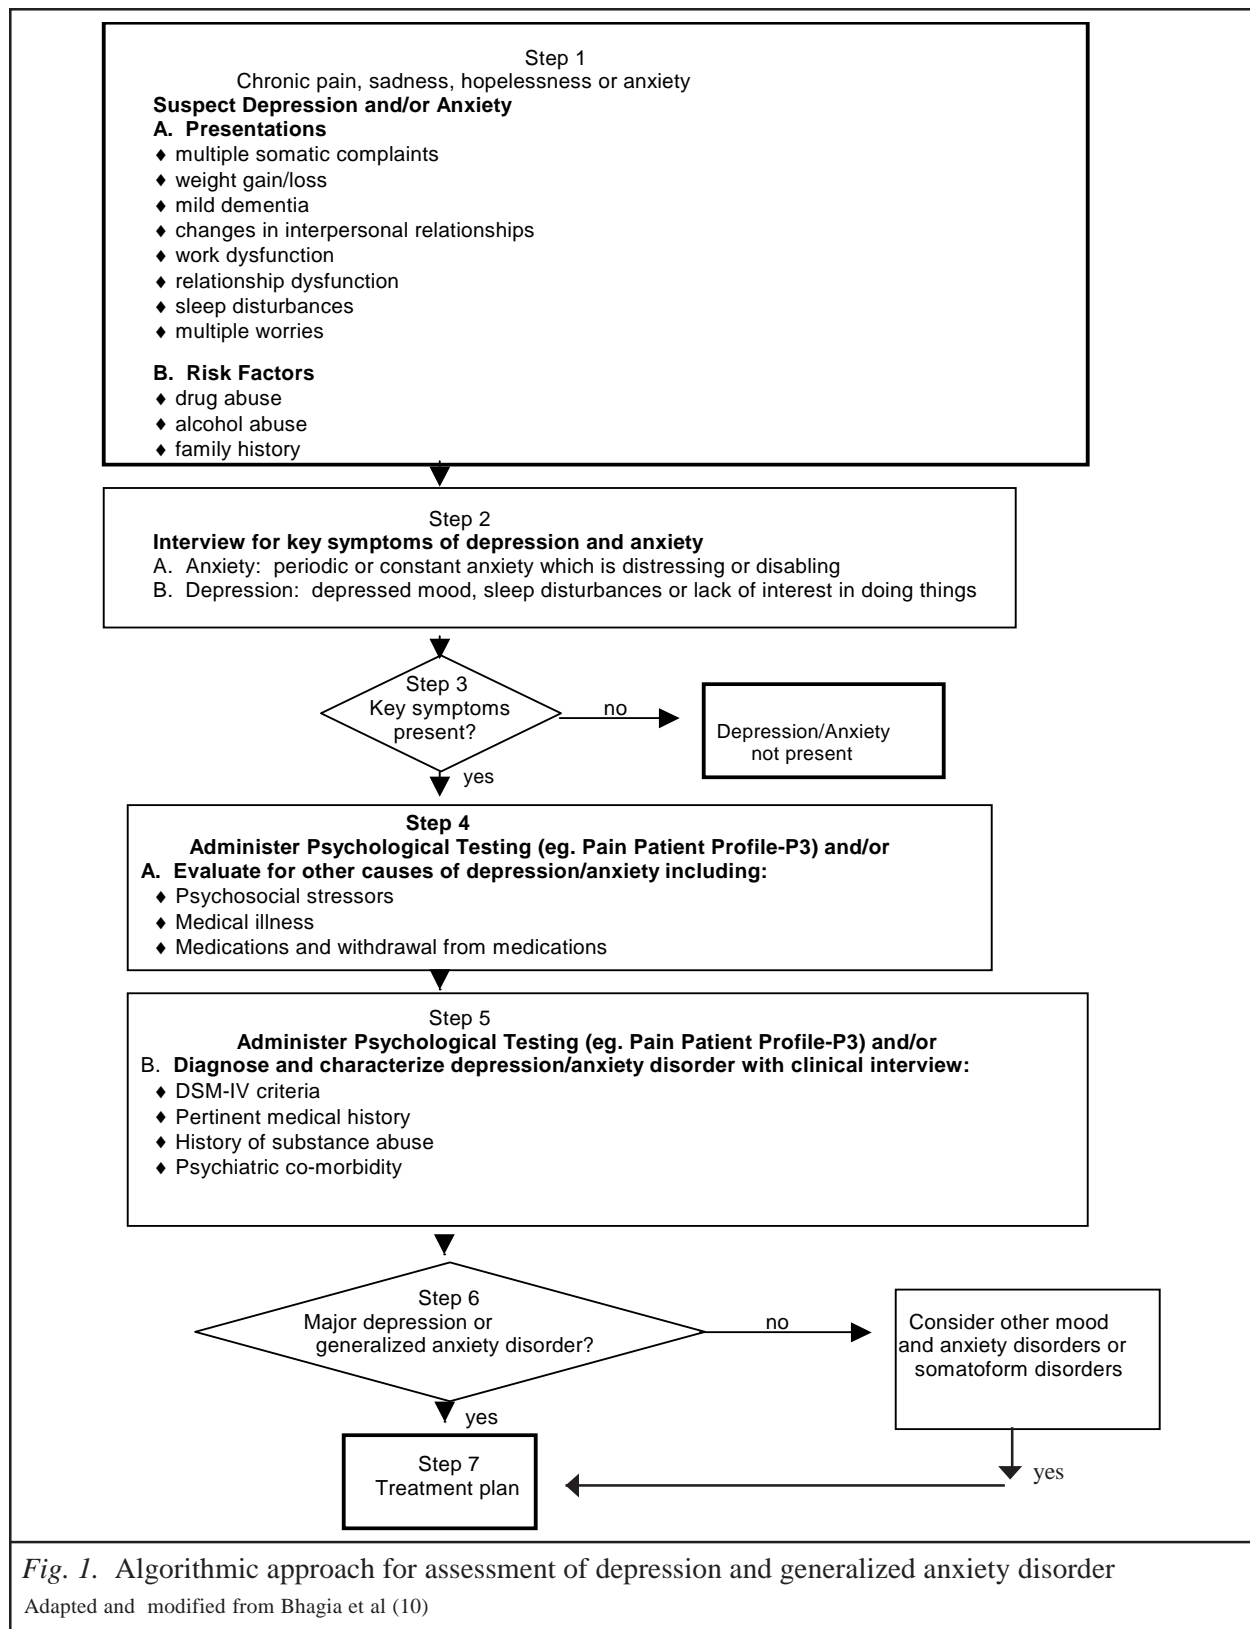 Step 1
Chronic pain, sadness, hopelessness or anxiety
Suspect Depression and/or Anxiety
A. Presentations
♦ multiple somatic complaints
♦ weight gain/loss
♦ mild dementia
♦ changes in interpersonal relationships
♦ work dysfunction
♦ relationship dysfunction
♦ sleep disturbances
♦ multiple worries
B. Risk Factors
♦ drug abuse
♦ alcohol abuse
♦ family history
Step 2
Interview for key symptoms of depression and anxiety
A. Anxiety: periodic or constant anxiety which is distressing or disabling
B. Depression: depressed mood, sleep disturbances or lack of interest in doing things
Step 3
Key symptoms
present?
no
Depression/Anxiety
not present
yes
Step 4
Administer Psychological Testing (eg. Pain Patient Profile-P3) and/or
A. Evaluate for other causes of depression/anxiety including:
♦ Psychosocial stressors
♦ Medical illness
♦ Medications and withdrawal from medications
Step 5
Administer Psychological Testing (eg. Pain Patient Profile-P3) and/or
B. Diagnose and characterize depression/anxiety disorder with clinical interview:
♦ DSM-IV criteria
♦ Pertinent medical history
♦ History of substance abuse
♦ Psychiatric co-morbidity
Step 6
Major depression or
generalized anxiety disorder?
no
Consider other mood
and anxiety disorders or
somatoform disorders
yes
yes
Step 7
Treatment plan
Fig. 1. Algorithmic approach for assessment of depression and generalized anxiety disorder
Adapted and modified from Bhagia et al (10)